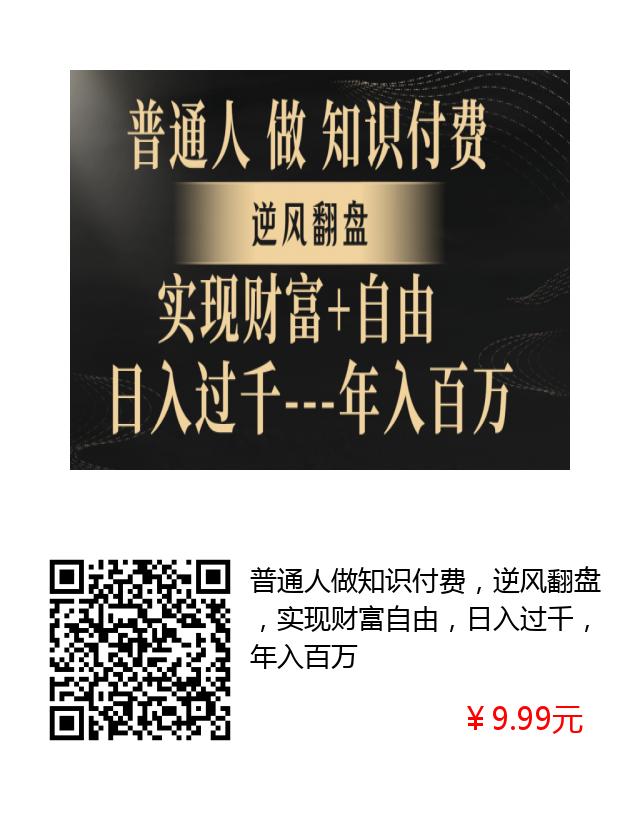 普通人 做 知识付费
逆风翻盘
实现财富+自由
日入过千---年入百万
普通人做知识付费，逆风翻盘
，实现财富自由，日入过千，
年入百万
￥9.99元